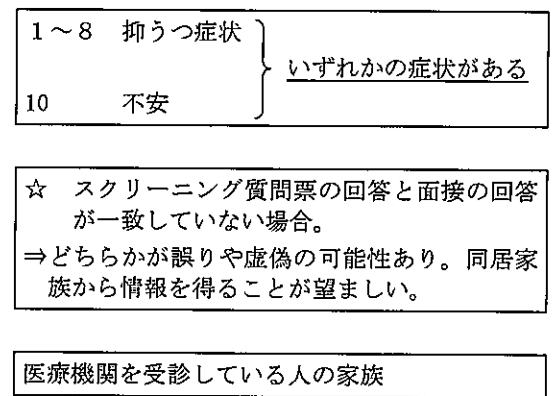 1～8 抑うつ症状
いずれかの症状がある
10 不安
☆ スクリーニング質問票の回答と面接の回答
が一致していない場合。
⇒どちらかが誤りや虚偽の可能性あり。同居家
族から情報を得ることが望ましい。
医療機関を受診している人の家族